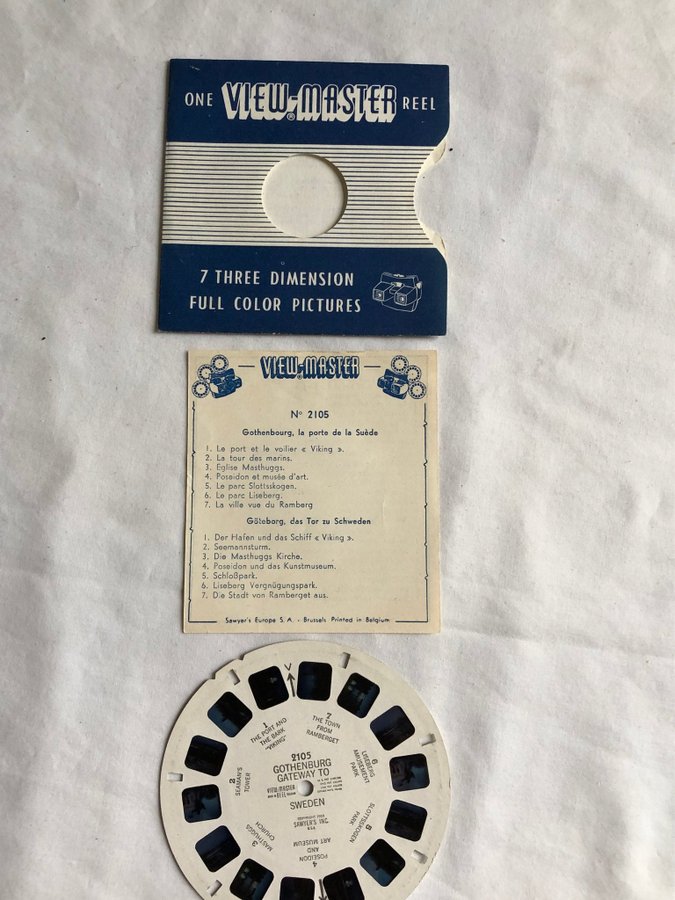 ONE VIEW-MASTER® REEL
7 THREE DIMENSION
FULL COLOR PICTURES
VIEW-MASTER
N° 2105
Gothenbourg, la porte de la Suède
1. Le port et le voilier « Viking ».
2. La tour des marins.
3. Eglise Masthuggs.
4. Poseidon et musée d'art.
5. Le parc Slottsskogen.
6. Le parc Liseberg.
7. La ville vue du Ramberg
Göteborg, das Tor zu Schweden
1. Der Hafen und das Schiff « Viking ».
2. Seemannsturm.
3. Die Masthuggs Kirche.
4. Poseidon und das Kunstmuseum.
5. Schloßpark.
6. Liseberg Vergnügungspark.
7. Die Stadt von Ramberget aus.
Sawyer's Europe S. A. - Brussels Printed in Belgium
V
2105
GOTHENBURG
GATEWAY TO
SWEDEN
VIEW-MASTER
REEL
SAWYER'S INC.
1
THE PORT AND
THE BARK
"VIKING"
2
SEAMAN'S
TOWER
3
MASTHUGGS
CHURCH
4
POSEIDON
AND
ART MUSEUM
5
SLOTTSSKOGEN
PARK
6
LISEBERG
AMUSEMENT
PARK
7
THE TOWN
FROM
RAMBERGET